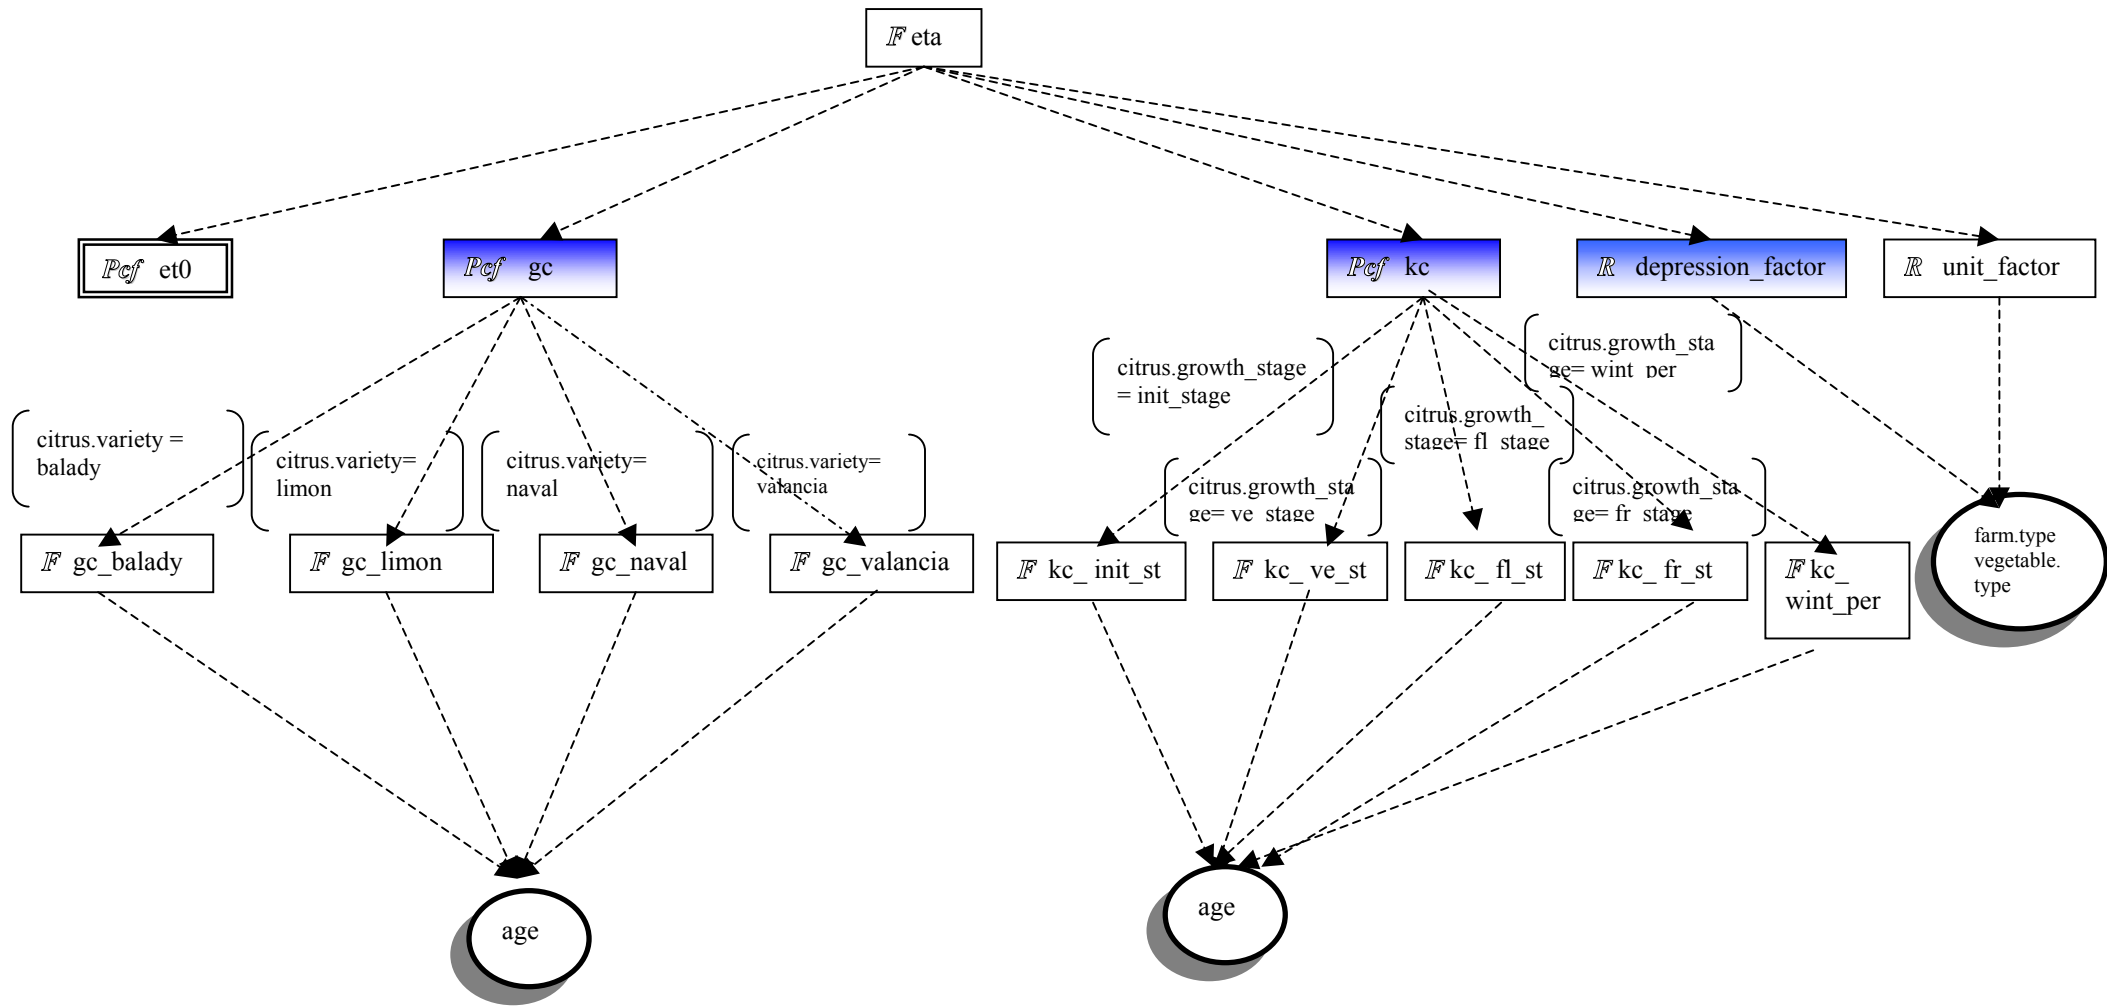 𝔽 eta
Pcf et0
Pcf gc
Pcf kc
ℝ depression_factor
ℝ unit_factor
citrus.variety =
balady
citrus.variety=
limon
citrus.variety=
naval
citrus.variety=
valancia
citrus.growth_stage
= init_stage
citrus.growth_sta
ge= ve_stage
citrus.growth_
stage= fl_stage
citrus.growth_sta
ge= wint_per
citrus.growth_sta
ge= fr_stage
𝔽 gc_balady
𝔽 gc_limon
𝔽 gc_naval
𝔽 gc_valancia
𝔽 kc_ init_st
𝔽 kc_ ve_st
𝔽 kc_ fl_st
𝔽 kc_ fr_st
𝔽 kc_
wint_per
farm.type
vegetable.
type
age
age